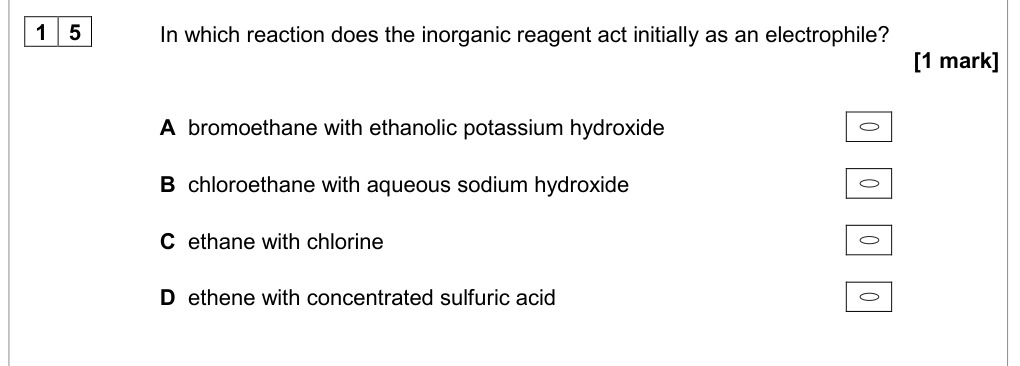 1 5 In which reaction does the inorganic reagent act initially as an electrophile?
[1 mark]
A bromoethane with ethanolic potassium hydroxide
B chloroethane with aqueous sodium hydroxide
C ethane with chlorine
D ethene with concentrated sulfuric acid